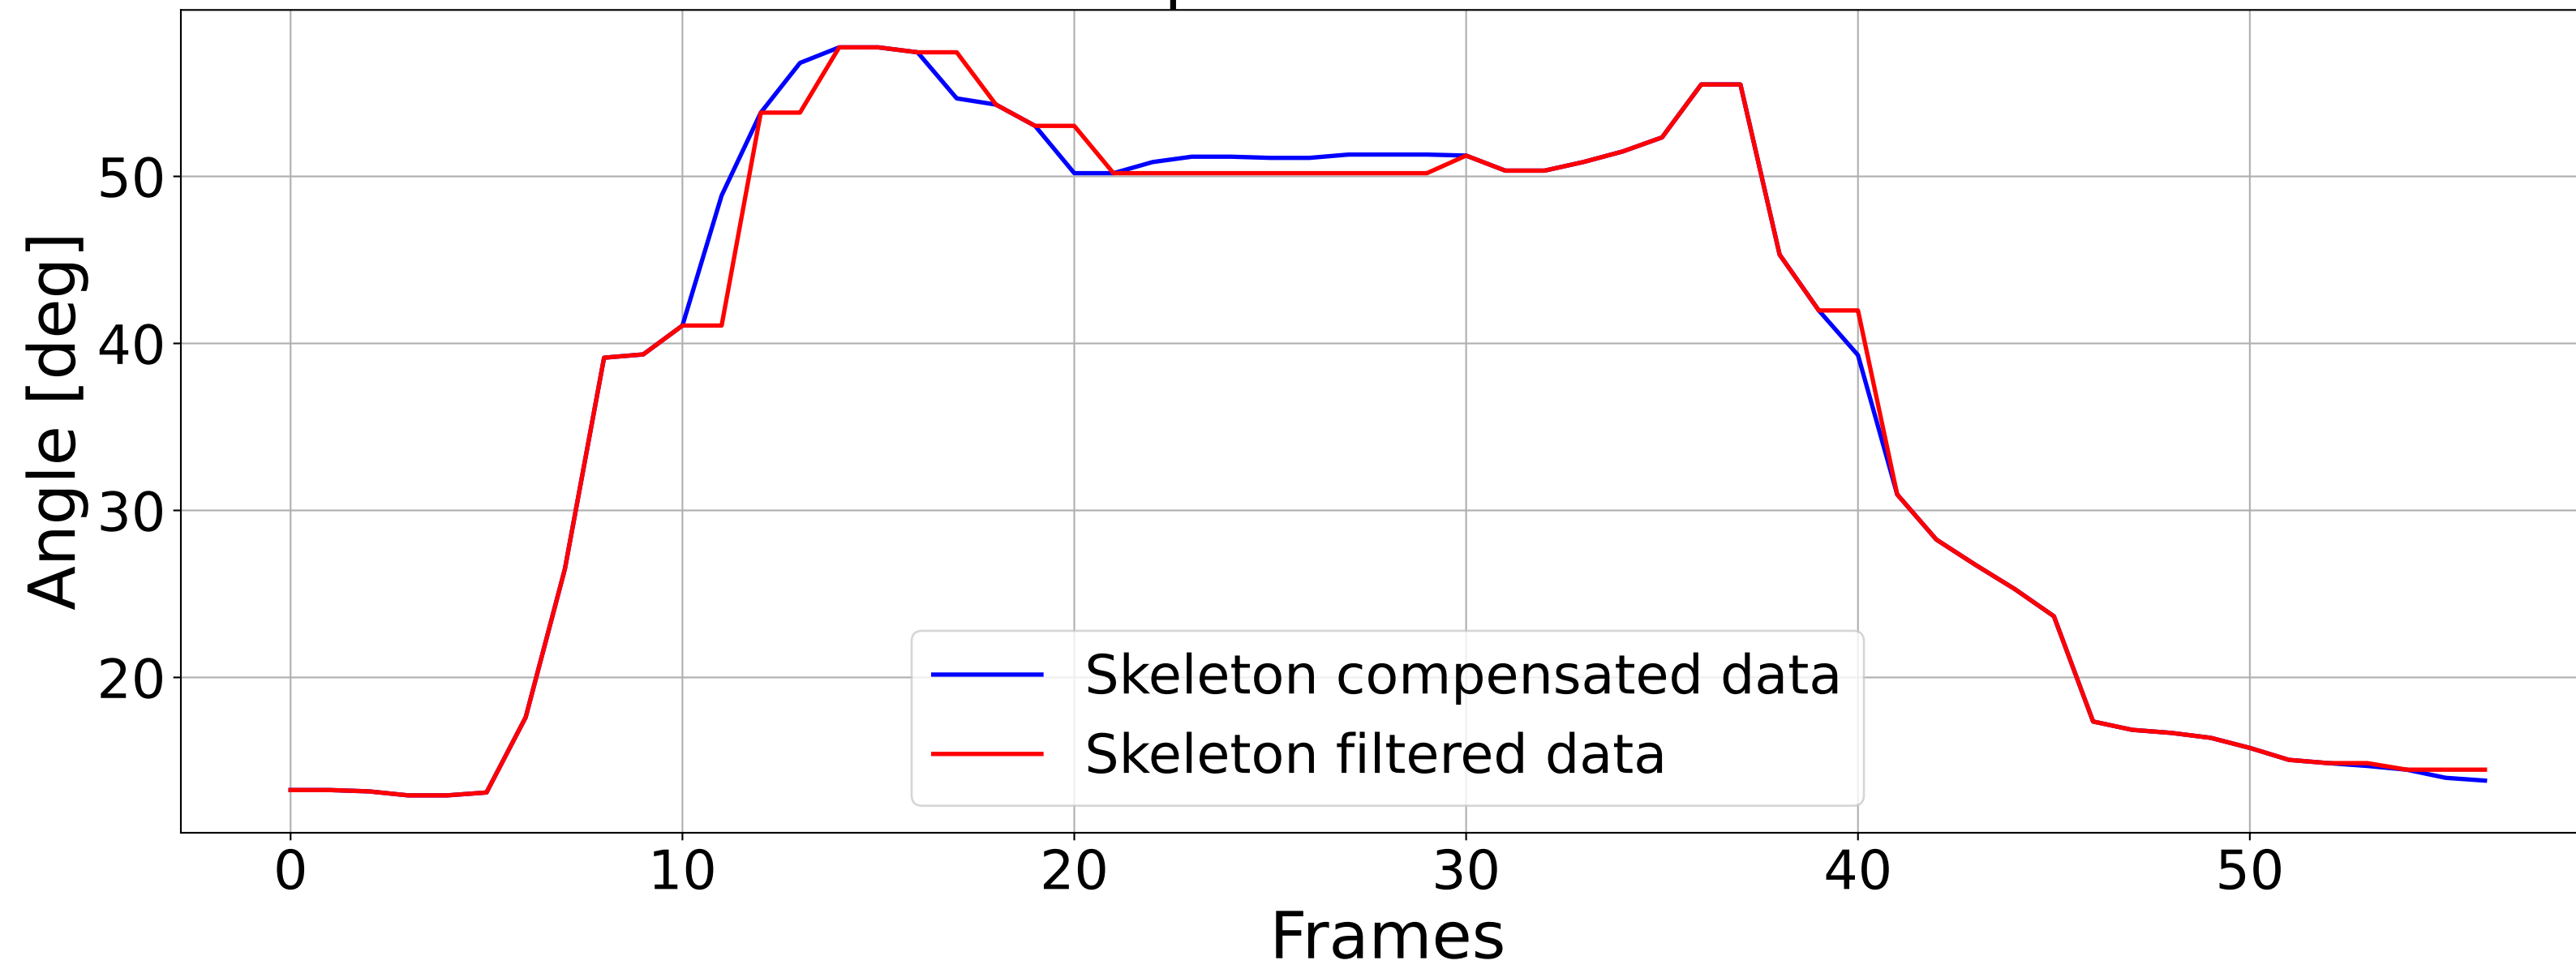 Angle [deg]
50
40
30
20
Skeleton compensated data
Skeleton filtered data
0 10 20 30 40 50
Frames